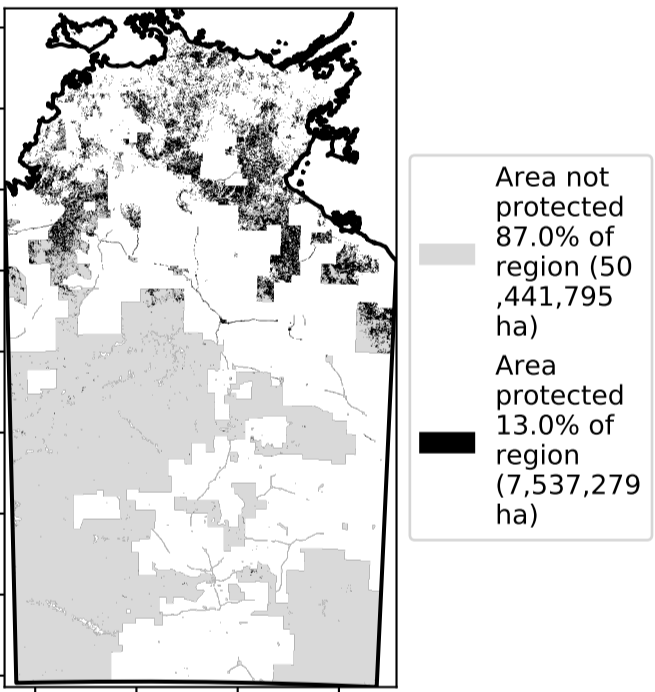 Area not
protected
87.0% of
region (50
,441,795
ha)
Area
protected
13.0% of
region
(7,537,279
ha)